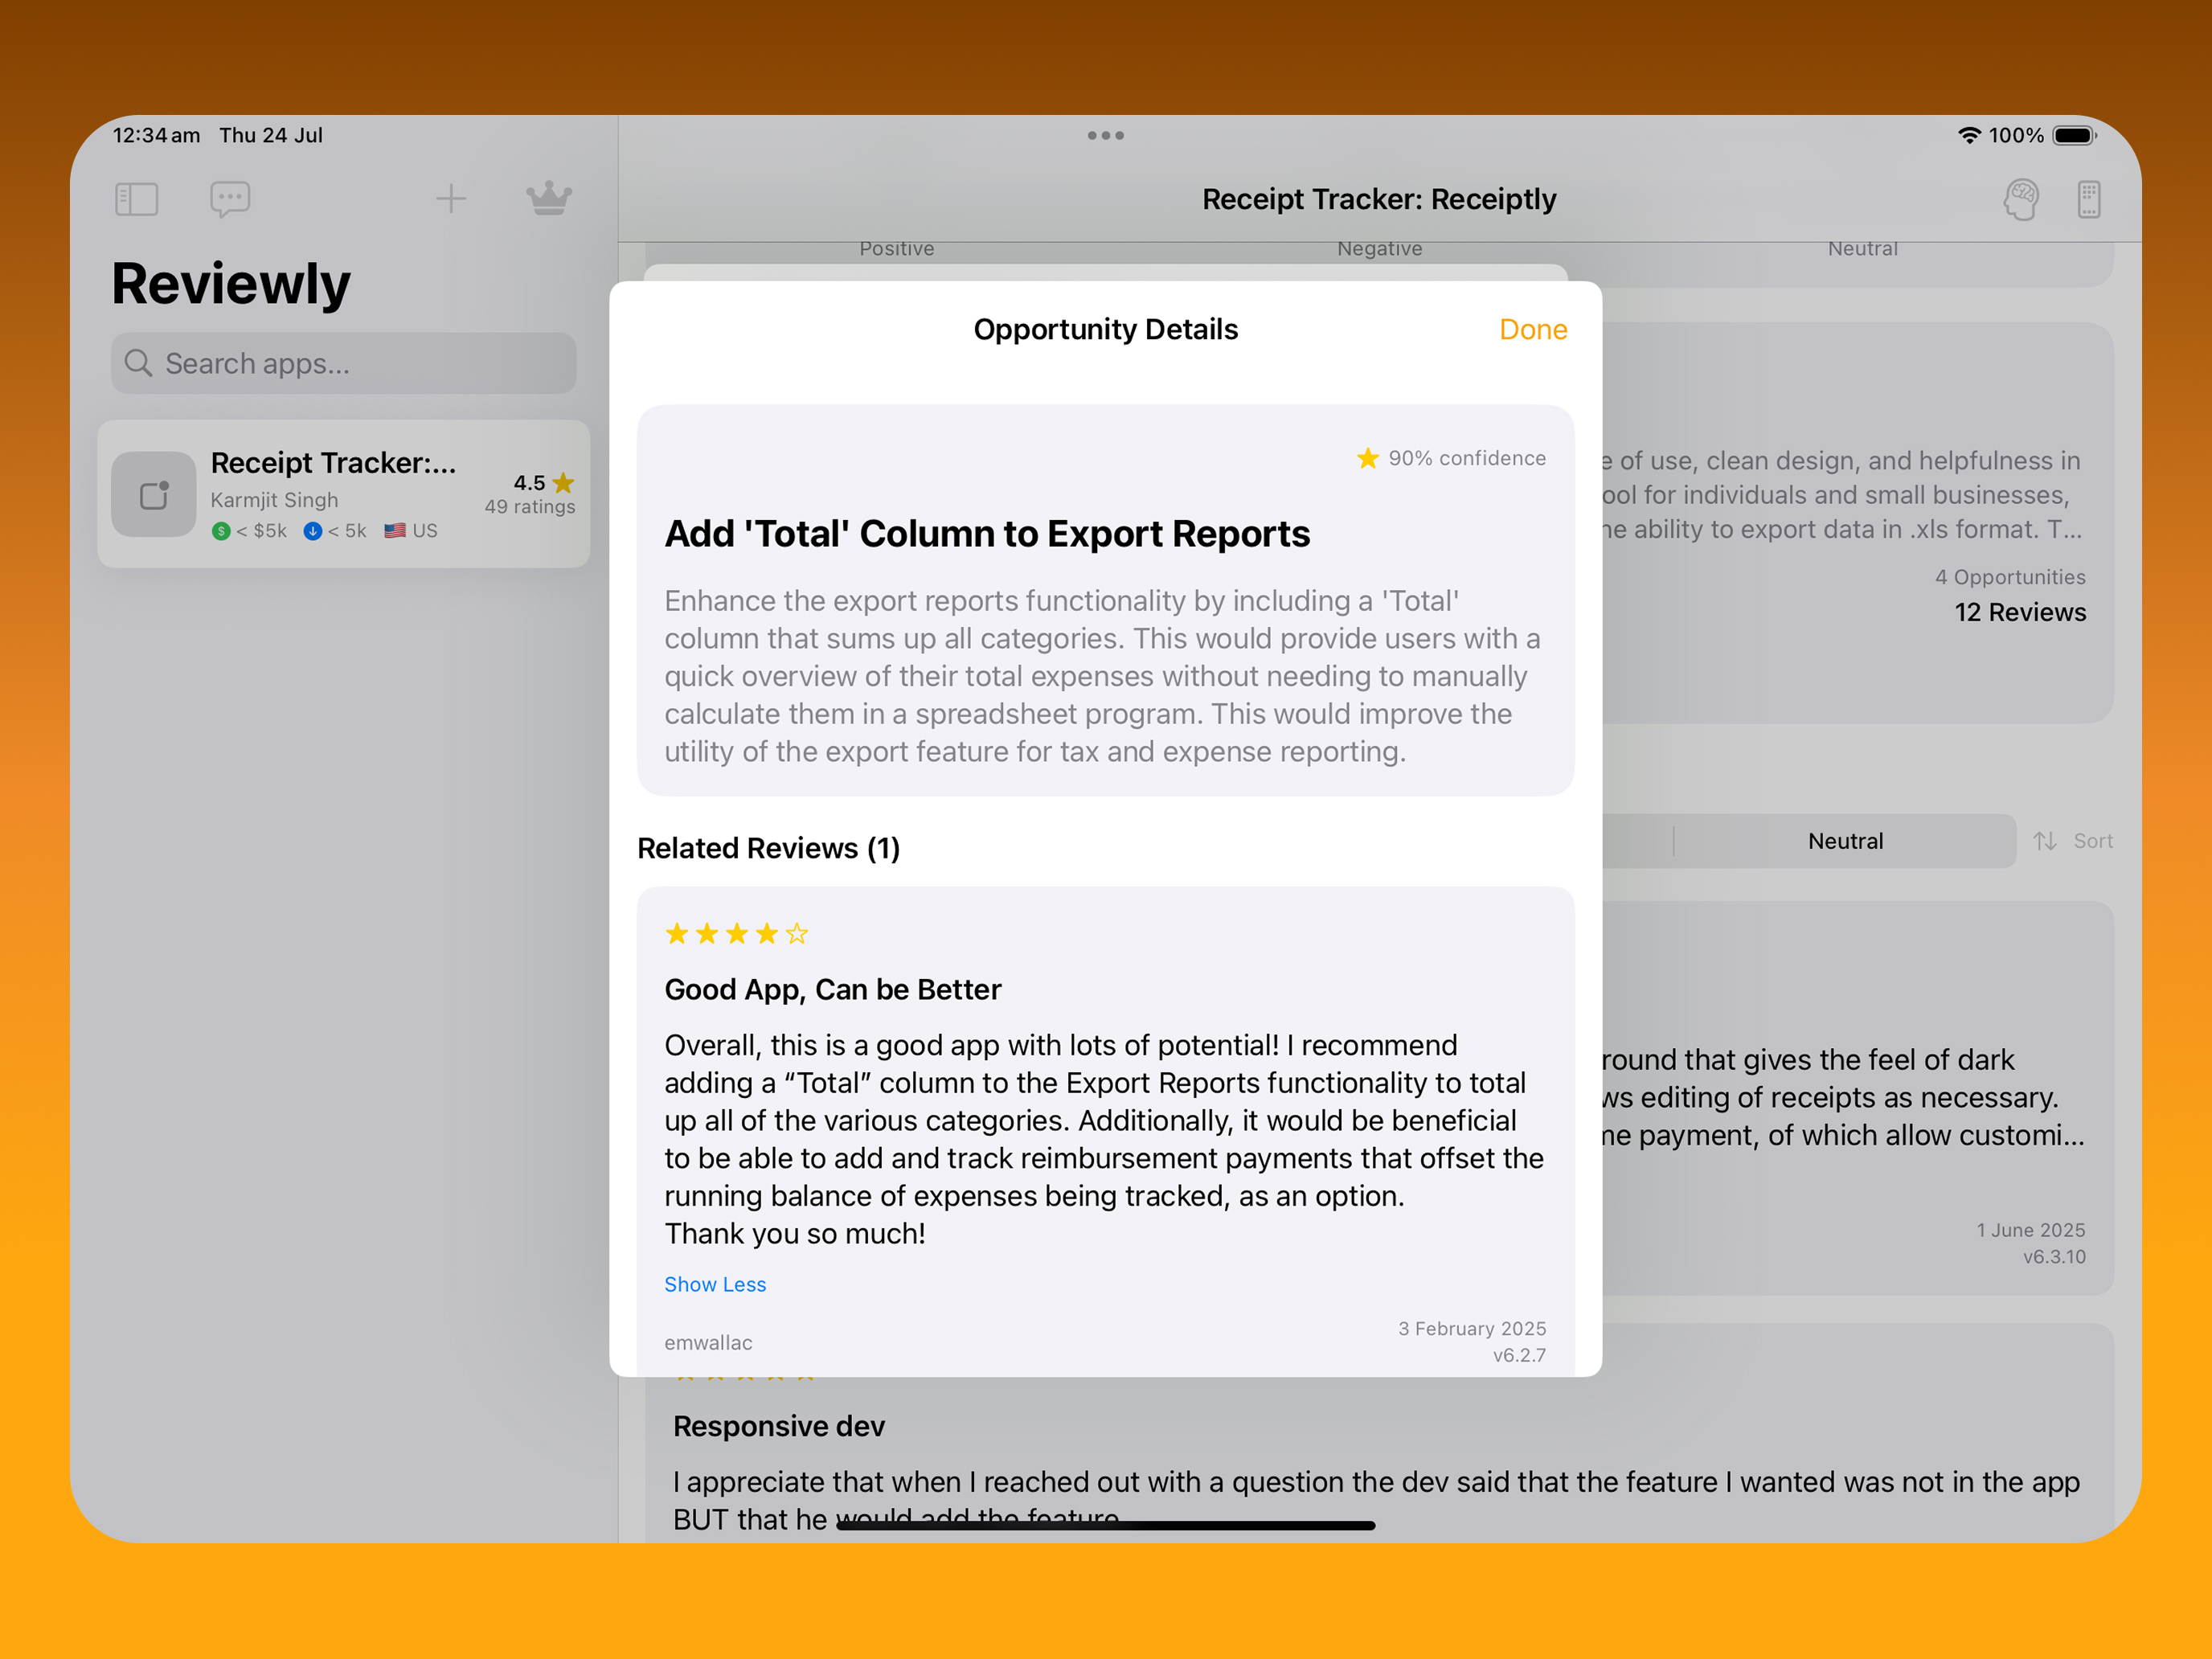 12:34 am Thu 24 Jul
100%
Reviewly
Search apps...
Receipt Tracker:...
Karmjit Singh
4.5
49 ratings
$ < $5k < 5k US
Receipt Tracker: Receiptly
Positive Negative Neutral
of use, clean design, and helpfulness in
for individuals and small businesses,
ability to export data in .xls format. T...
4 Opportunities
12 Reviews
Neutral
Sort
that gives the feel of dark
editing of receipts as necessary.
payment, of which allow customi...
1 June 2025
v6.3.10
Opportunity Details
Done
90% confidence
Add 'Total' Column to Export Reports
Enhance the export reports functionality by including a 'Total'
column that sums up all categories. This would provide users with a
quick overview of their total expenses without needing to manually
calculate them in a spreadsheet program. This would improve the
utility of the export feature for tax and expense reporting.
Related Reviews (1)
Good App, Can be Better
Overall, this is a good app with lots of potential! I recommend
adding a “Total” column to the Export Reports functionality to total
up all of the various categories. Additionally, it would be beneficial
to be able to add and track reimbursement payments that offset the
running balance of expenses being tracked, as an option.
Thank you so much!
Show Less
emwallac
3 February 2025
v6.2.7
Responsive dev
I appreciate that when I reached out with a question the dev said that the feature I wanted was not in the app
BUT that he would add the feature